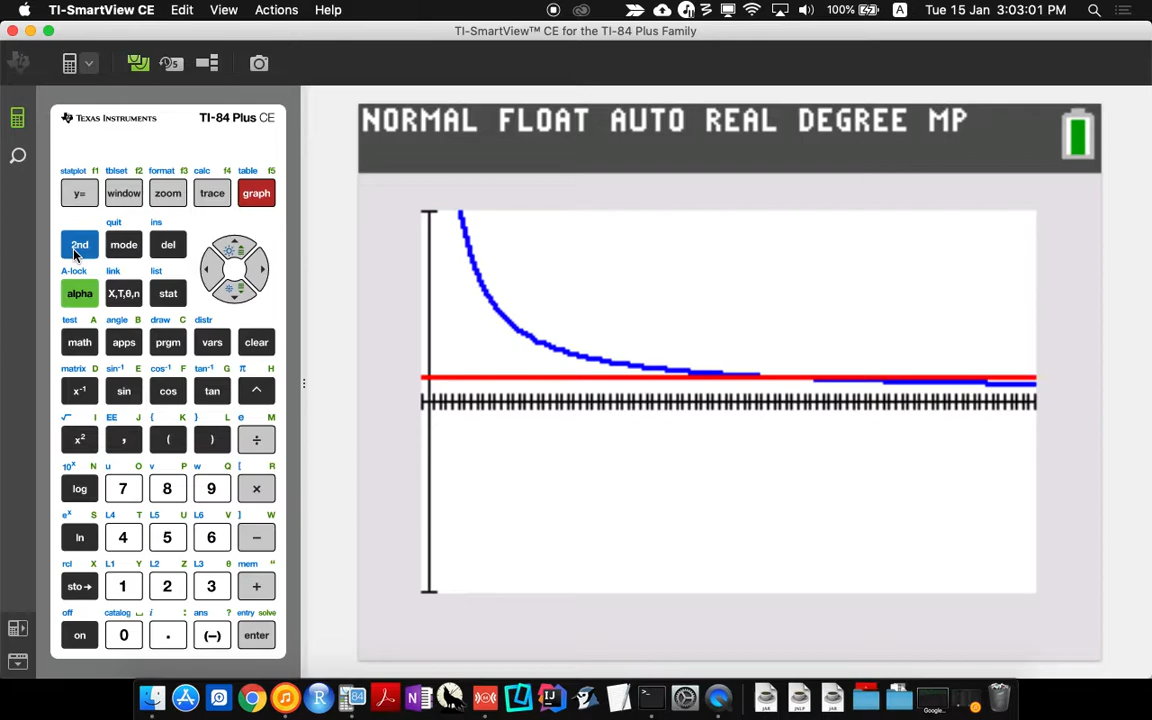 TI-SmartView CE Edit View Actions Help 100% A Tue 15 Jan 3:03:01 PM
TI-SmartView™ CE for the TI-84 Plus Family
TEXAS INSTRUMENTS TI-84 Plus CE
NORMAL FLOAT AUTO REAL DEGREE MP
statplot f1 tblset f2 format f3 calc f4 table f5
y= window zoom trace graph
quit ins
2nd mode del
A-lock link list
alpha X,T,θ,n stat
test A angle B draw C distr
math apps prgm vars clear
matrix D sin⁻¹ E cos⁻¹ F tan⁻¹ G π H
x⁻¹ sin cos tan ^
√ I EE J { K } L e M
x² , ( ) ÷
10ˣ N u O v P w Q [ R
log 7 8 9 ×
eˣ S L4 T L5 U L6 V ] W
ln 4 5 6 −
rcl X L1 Y L2 Z L3 θ mem "
sto→ 1 2 3 +
off catalog ⎵ i : ans ? entry solve
on 0 . (−) enter
84
Google...